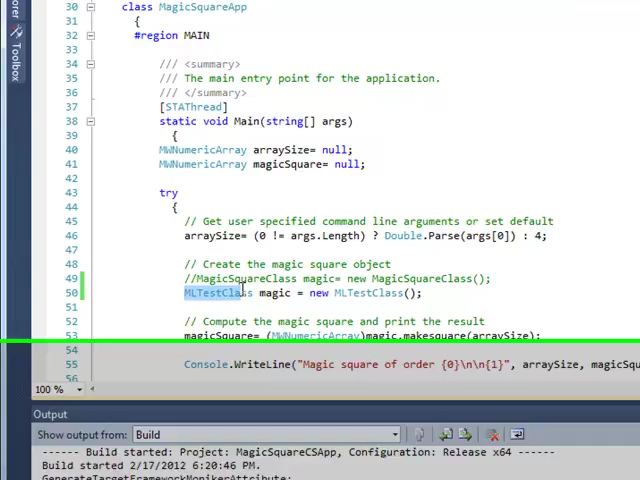 orer
Toolbox
30 class MagicSquareApp
31 {
32 #region MAIN
33
34 /// <summary>
35 /// The main entry point for the application.
36 /// </summary>
37 [STAThread]
38 static void Main(string[] args)
39 {
40 MWNumericArray arraySize= null;
41 MWNumericArray magicSquare= null;
42
43 try
44 {
45 // Get user specified command line arguments or set default
46 arraySize= (0 != args.Length) ? Double.Parse(args[0]) : 4;
47
48 // Create the magic square object
49 //MagicSquareClass magic= new MagicSquareClass();
50 MLTestClass magic = new MLTestClass();
51
52 // Compute the magic square and print the result
53 magicSquare= (MWNumericArray)magic.makesquare(arraySize);
54
55 Console.WriteLine("Magic square of order {0}\n\n{1}", arraySize, magicSqu
56
100 %
Output
Show output from: Build
------ Build started: Project: MagicSquareCSApp, Configuration: Release x64 ------
Build started 2/17/2012 6:20:46 PM.
GenerateTargetFrameworkMonikerAttribute: